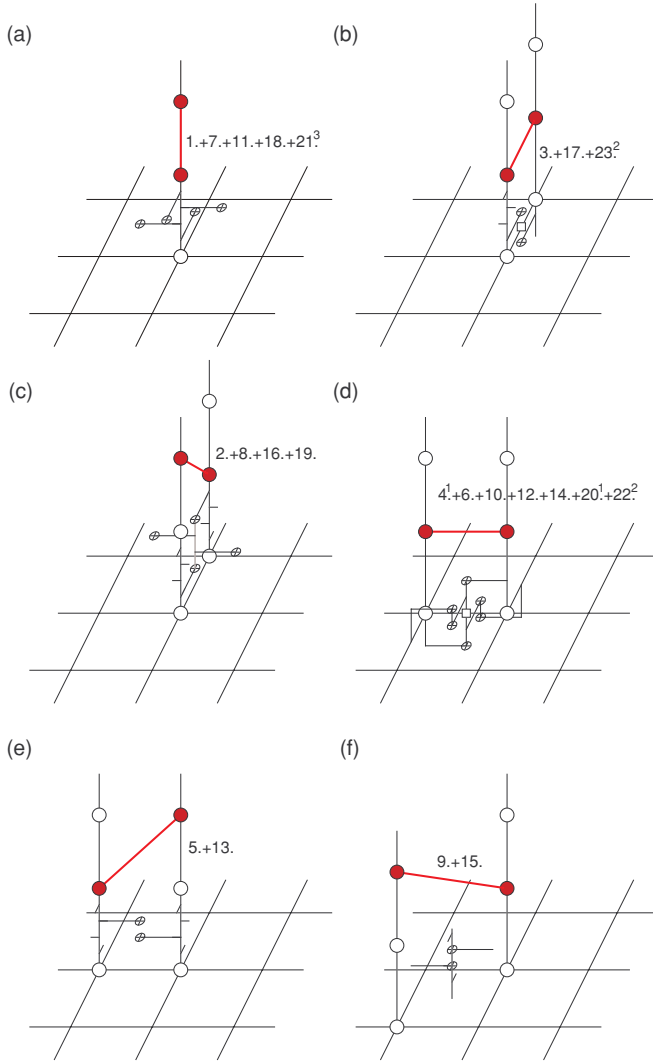 (a)
1.+7.+11.+18.+21.³
(b)
3.+17.+23.²
(c)
2.+8.+16.+19.
(d)
4.¹+6.+10.+12.+14.+20.¹+22.²
(e)
5.+13.
(f)
9.+15.